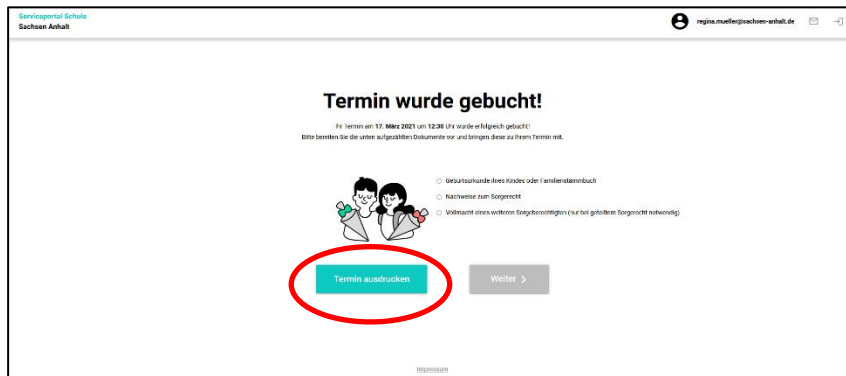 Serviceportal Schule
Sachsen Anhalt
regina.mueller@sachsen-anhalt.de
Termin wurde gebucht!
Ihr Termin am 17. März 2021 um 12:30 Uhr wurde erfolgreich gebucht!
Bitte bereiten Sie die unten aufgezählten Dokumente vor und bringen diese zu Ihrem Termin mit.
Geburtsurkunde ihres Kindes oder Familienstammbuch
Nachweise zum Sorgerecht
Vollmacht eines weiteren Sorgeberechtigten (nur bei geteiltem Sorgerecht notwendig)
Termin ausdrucken
Weiter >
Impressum